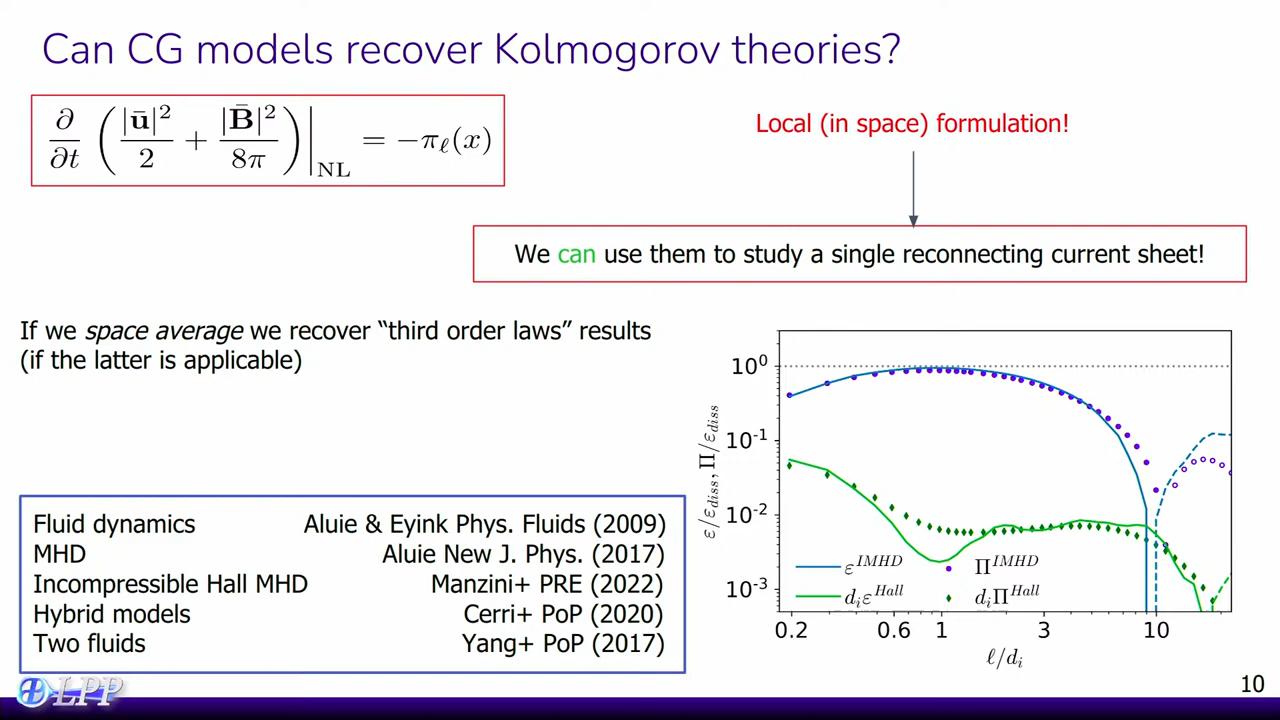 Can CG models recover Kolmogorov theories?
∂/∂t ( |ū|²/2 + |B̄|²/8π ) |NL = −πℓ(x)
Local (in space) formulation!
We can use them to study a single reconnecting current sheet!
If we space average we recover “third order laws” results
(if the latter is applicable)
Fluid dynamics Aluie & Eyink Phys. Fluids (2009)
MHD Aluie New J. Phys. (2017)
Incompressible Hall MHD Manzini+ PRE (2022)
Hybrid models Cerri+ PoP (2020)
Two fluids Yang+ PoP (2017)
ε/εdiss, Π/εdiss
10⁰
10⁻¹
10⁻²
10⁻³
εIMHD ΠIMHD
diεHall diΠHall
0.2 0.6 1 3 10
ℓ/di
LPP
10